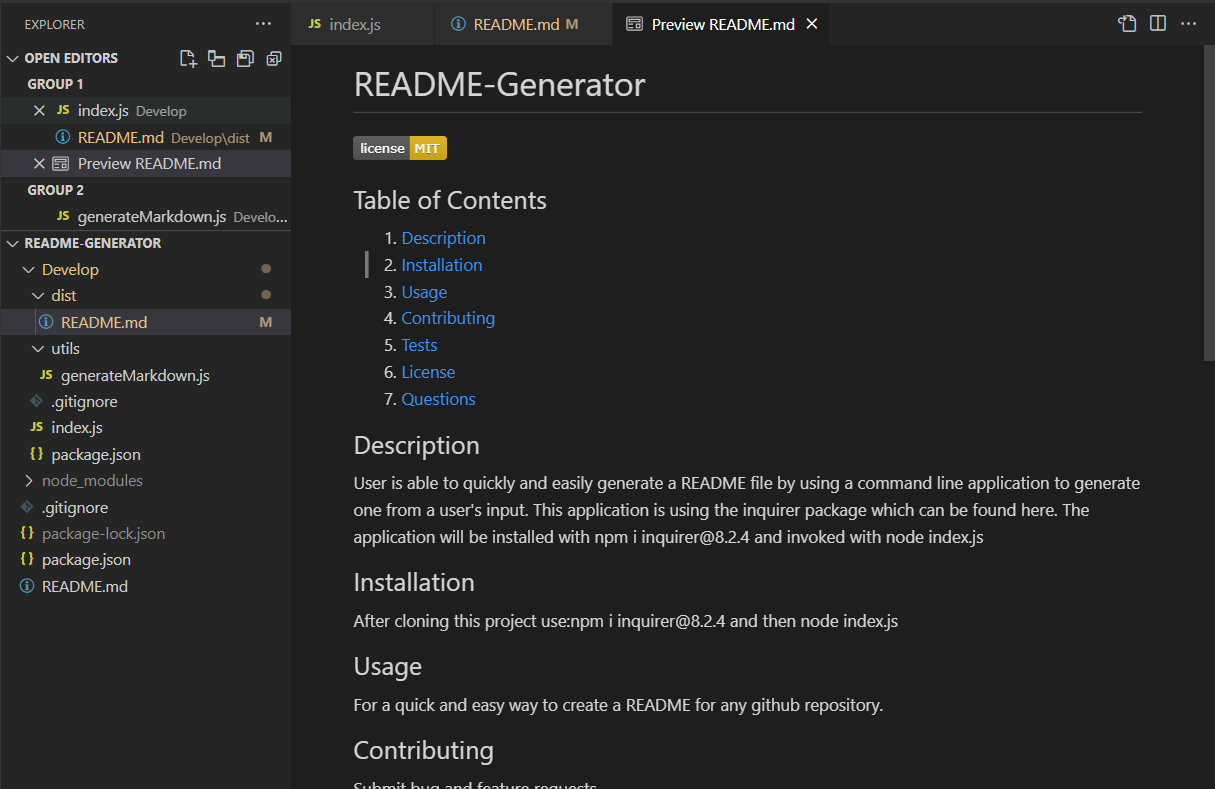 EXPLORER
OPEN EDITORS
GROUP 1
JS index.js Develop
README.md Develop\dist M
Preview README.md
GROUP 2
JS generateMarkdown.js Develo...
README-GENERATOR
Develop
dist
README.md M
utils
JS generateMarkdown.js
.gitignore
JS index.js
{} package.json
node_modules
.gitignore
{} package-lock.json
{} package.json
README.md
JS index.js
README.md M
Preview README.md
README-Generator
license MIT
Table of Contents
1. Description
2. Installation
3. Usage
4. Contributing
5. Tests
6. License
7. Questions
Description
User is able to quickly and easily generate a README file by using a command line application to generate
one from a user's input. This application is using the inquirer package which can be found here. The
application will be installed with npm i inquirer@8.2.4 and invoked with node index.js
Installation
After cloning this project use:npm i inquirer@8.2.4 and then node index.js
Usage
For a quick and easy way to create a README for any github repository.
Contributing
Submit bug and feature requests